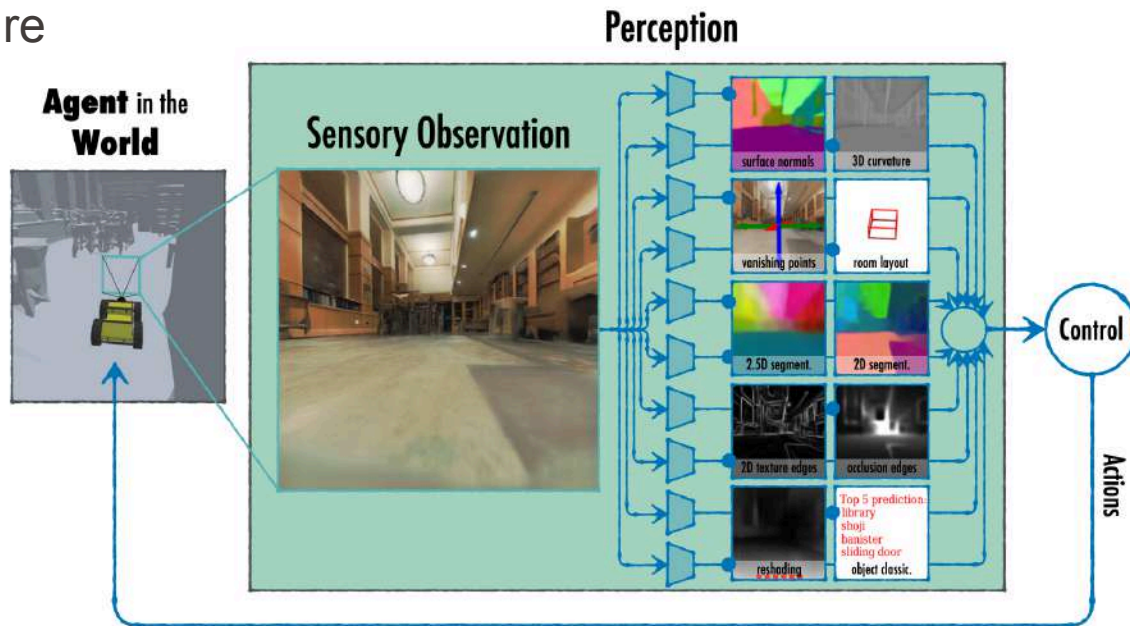 re
Perception
Agent in the
World
Sensory Observation
surface normals
3D curvature
vanishing points
room layout
2.5D segment.
2D segment.
Control
2D texture edges
occlusion edges
Actions
Top 5 prediction:
library
shoji
banister
sliding door
reshading
object classic.